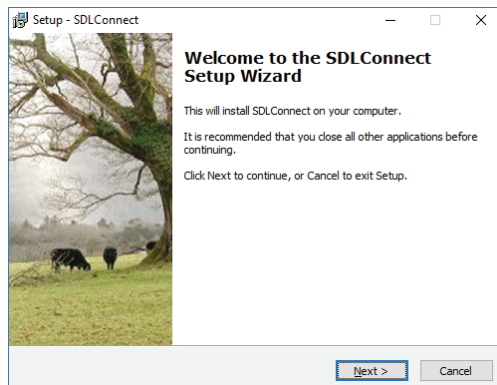 Setup - SDLConnect
Welcome to the SDLConnect
Setup Wizard
This will install SDLConnect on your computer.
It is recommended that you close all other applications before
continuing.
Click Next to continue, or Cancel to exit Setup.
Next >
Cancel